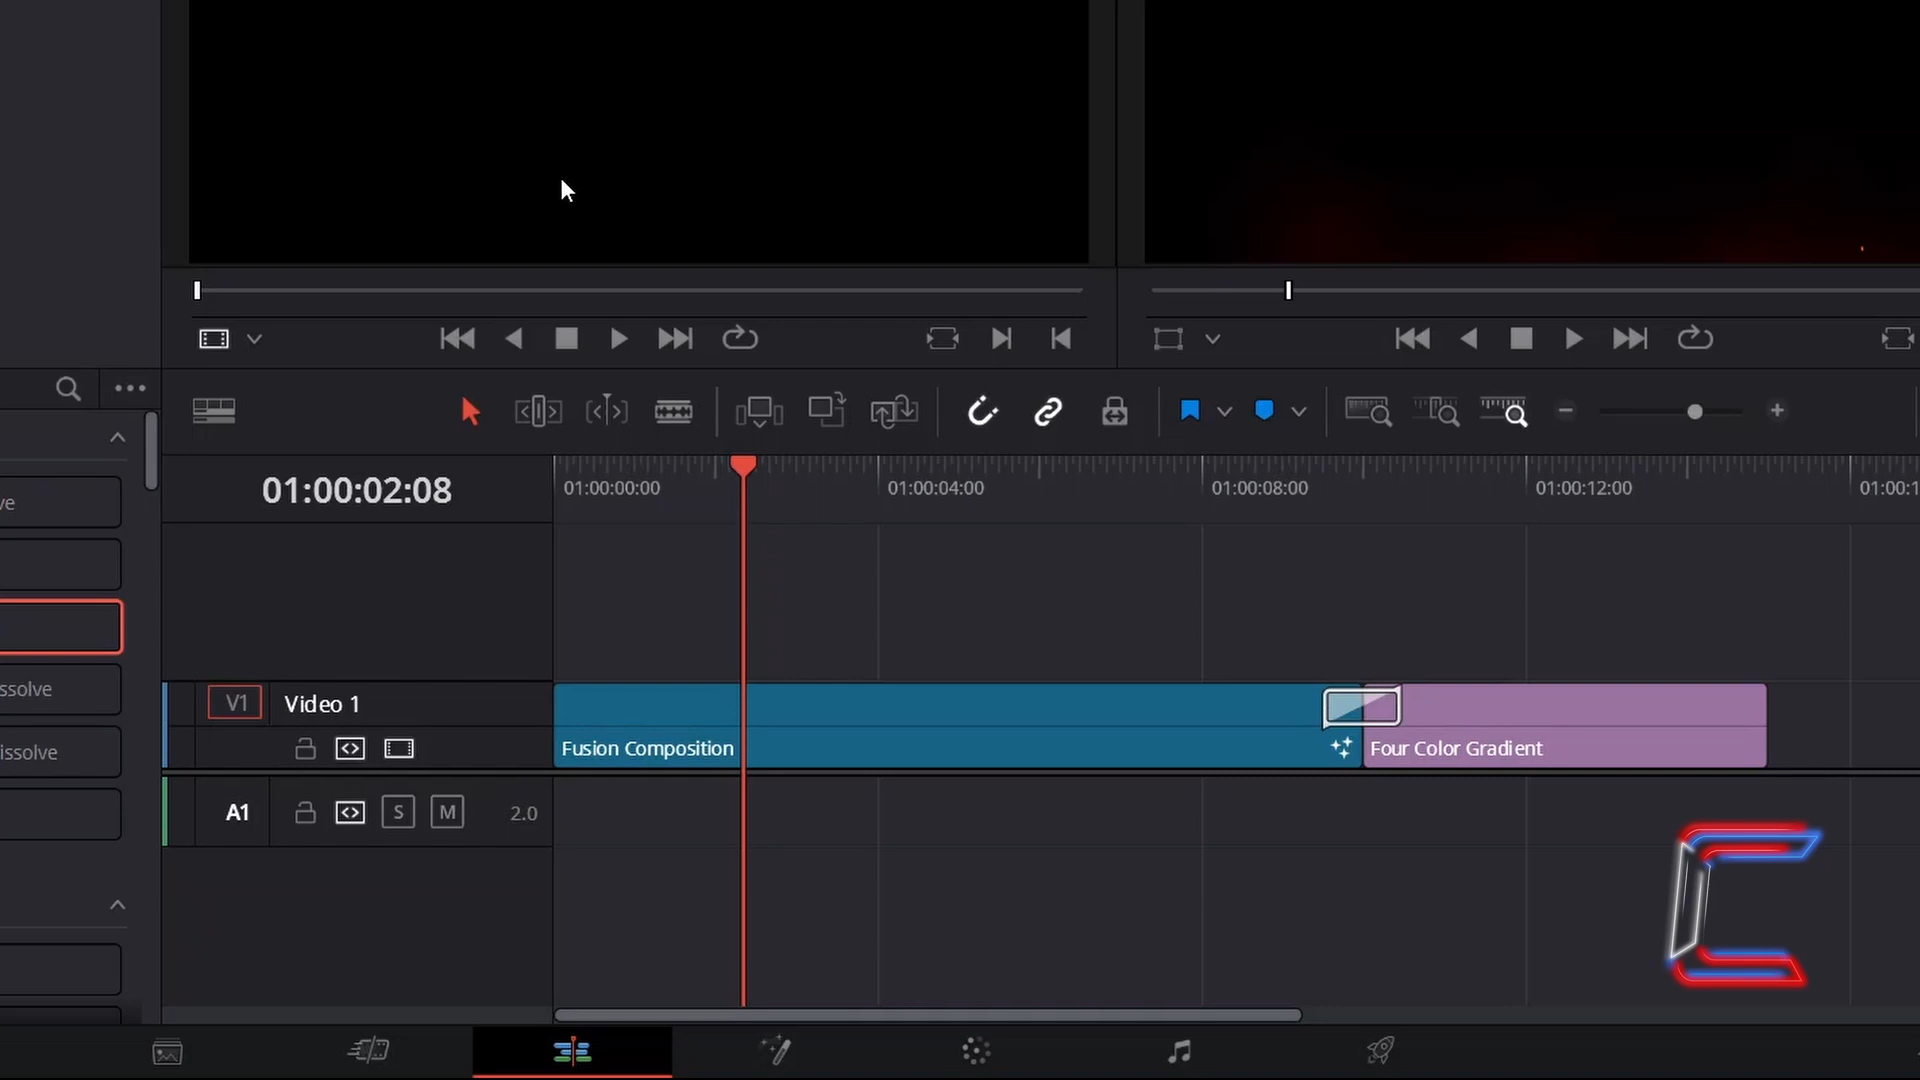 ve
01:00:02:08
01:00:00:00
01:00:04:00
01:00:08:00
01:00:12:00
01:00:1
ssolve
V1
Video 1
issolve
Fusion Composition
Four Color Gradient
A1
S
M
2.0